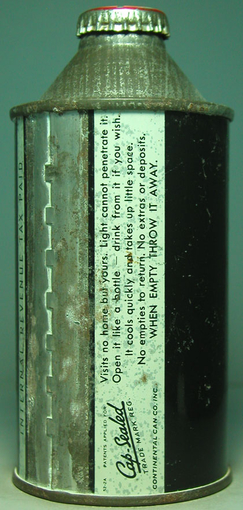 INTERNAL REVENUE TAX PAID
Visits no home but yours. Light cannot penetrate it.
Open it like a bottle - drink from it if you wish.
It cools quickly and takes up little space.
No empties to return. No extras or deposits.
WHEN EMPTY THROW IT AWAY.
PATENTS APPLIED FOR
Cap-Sealed
TRADE MARK REG.
CONTINENTAL CAN CO. INC.